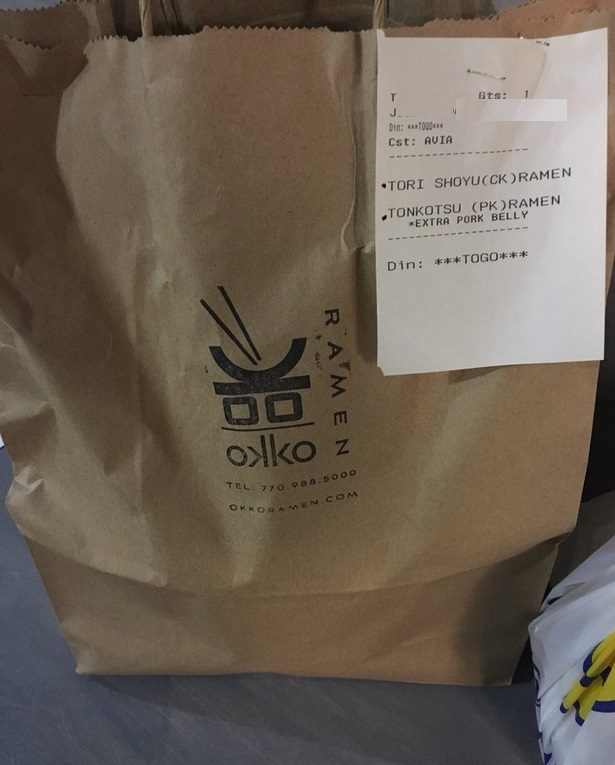 T Gts: 1
J
Din: ***TOGO***
Cst: AVIA
TORI SHOYU(CK)RAMEN
TONKOTSU (PK)RAMEN
*EXTRA PORK BELLY
Din: ***TOGO***
RAMEN
OKKO
TEL: 770.988.5000
OKKORAMEN.COM